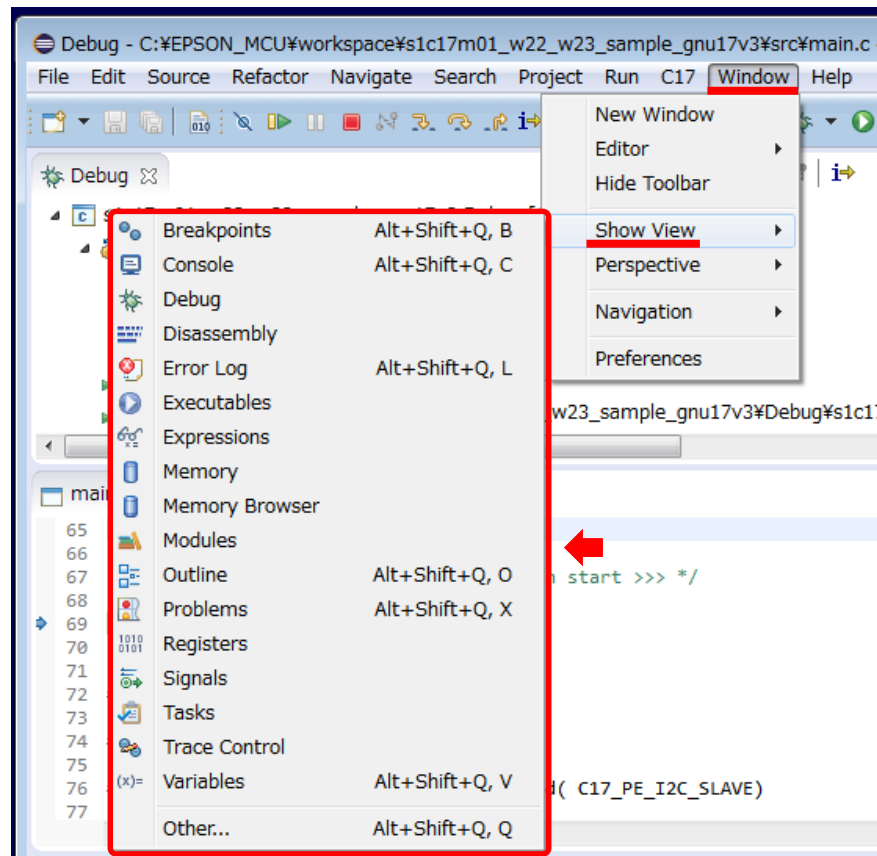 Debug - C:¥EPSON_MCU¥workspace¥s1c17m01_w22_w23_sample_gnu17v3¥src¥main.c
File Edit Source Refactor Navigate Search Project Run C17 Window Help
New Window
Editor
Hide Toolbar
Show View
Perspective
Navigation
Preferences
Debug
Breakpoints Alt+Shift+Q, B
Console Alt+Shift+Q, C
Debug
Disassembly
Error Log Alt+Shift+Q, L
Executables
Expressions
Memory
Memory Browser
Modules
Outline Alt+Shift+Q, O
Problems Alt+Shift+Q, X
Registers
Signals
Tasks
Trace Control
(x)= Variables Alt+Shift+Q, V
Other... Alt+Shift+Q, Q
w23_sample_gnu17v3¥Debug¥s1c1
mai
65
66
67 start >>> */
68
69
70
71
72
73
74
75
76 d( C17_PE_I2C_SLAVE)
77